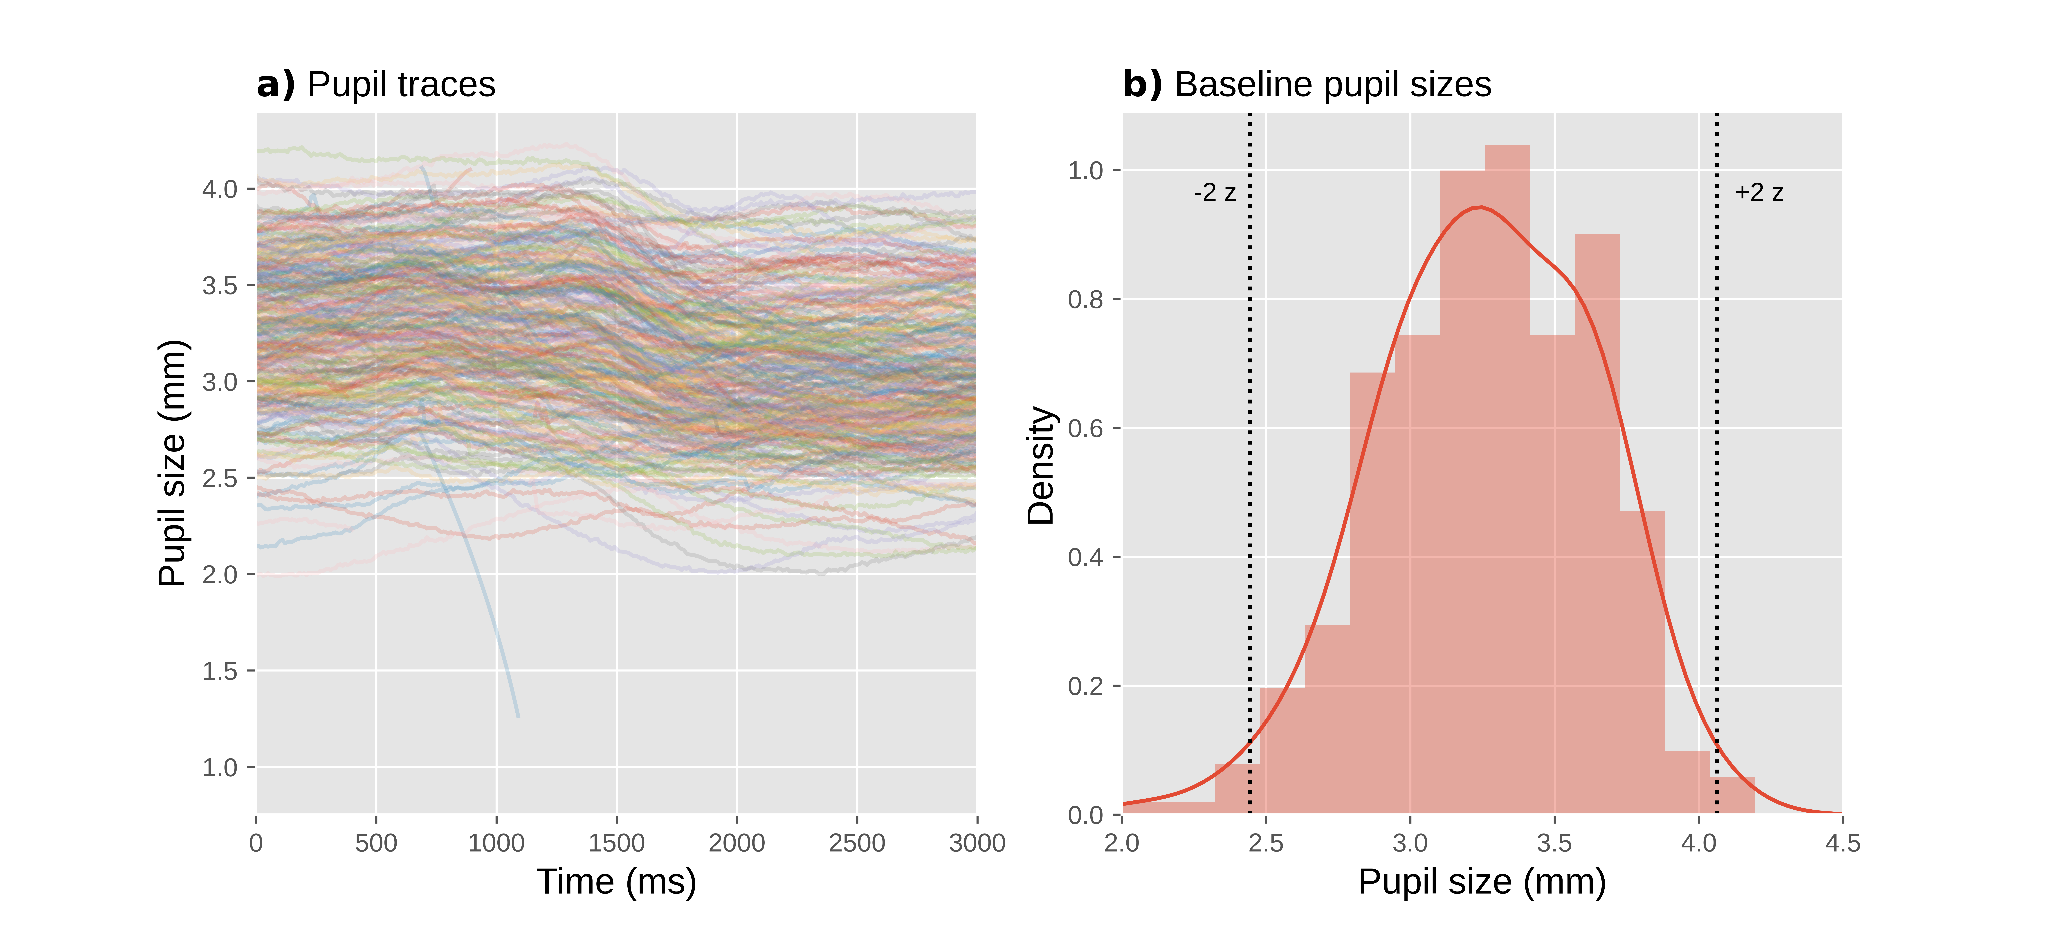 a) Pupil traces
Pupil size (mm)
4.0
3.5
3.0
2.5
2.0
1.5
1.0
0 500 1000 1500 2000 2500 3000
Time (ms)
b) Baseline pupil sizes
Density
1.0
0.8
0.6
0.4
0.2
0.0
-2 z +2 z
2.0 2.5 3.0 3.5 4.0 4.5
Pupil size (mm)